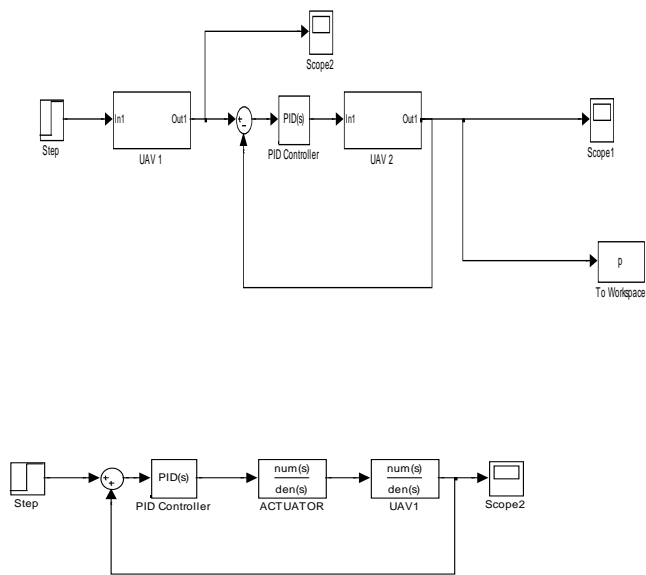 Scope2
Step
In1 Out1
UAV 1
+
−
PID(s)
PID Controller
In1 Out1
UAV 2
Scope1
p
To Workspace
Step
+
+
PID(s)
PID Controller
num(s)
den(s)
ACTUATOR
num(s)
den(s)
UAV1
Scope2